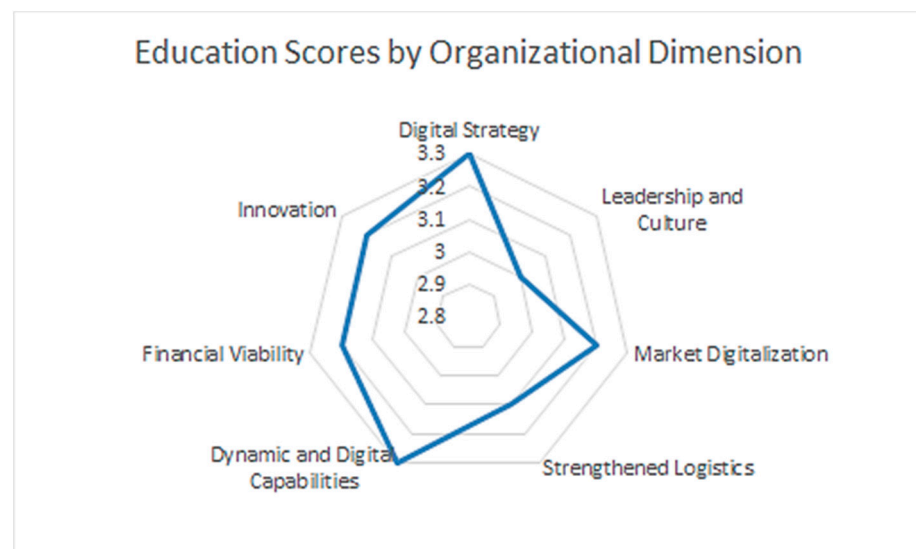 Education Scores by Organizational Dimension
Digital Strategy
3.3
3.2
3.1
3
2.9
2.8
Leadership and
Culture
Market Digitalization
Strengthened Logistics
Dynamic and Digital
Capabilities
Financial Viability
Innovation